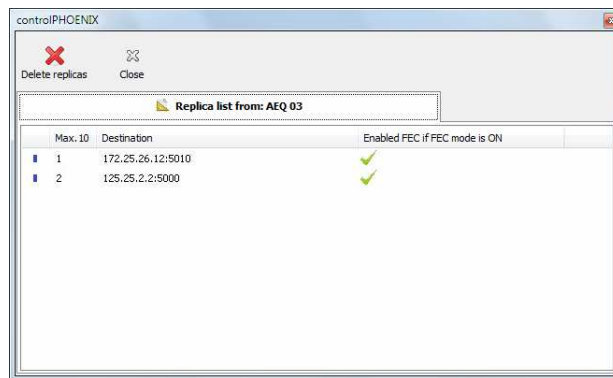 controlPHOENIX
Delete replicas Close
Replica list from: AEQ 03
Max. 10 Destination Enabled FEC if FEC mode is ON
1 172.25.26.12:5010
2 125.25.2.2:5000